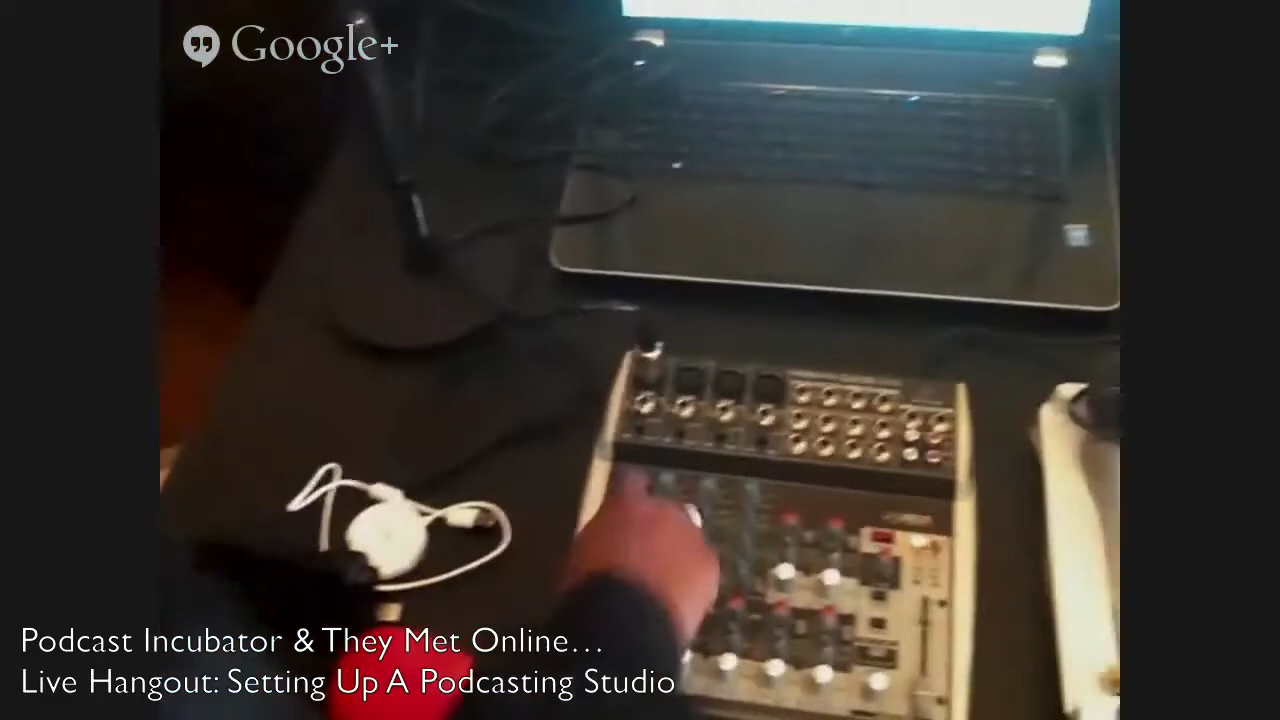 Google+
Podcast Incubator & They Met Online…
Live Hangout: Setting Up A Podcasting Studio